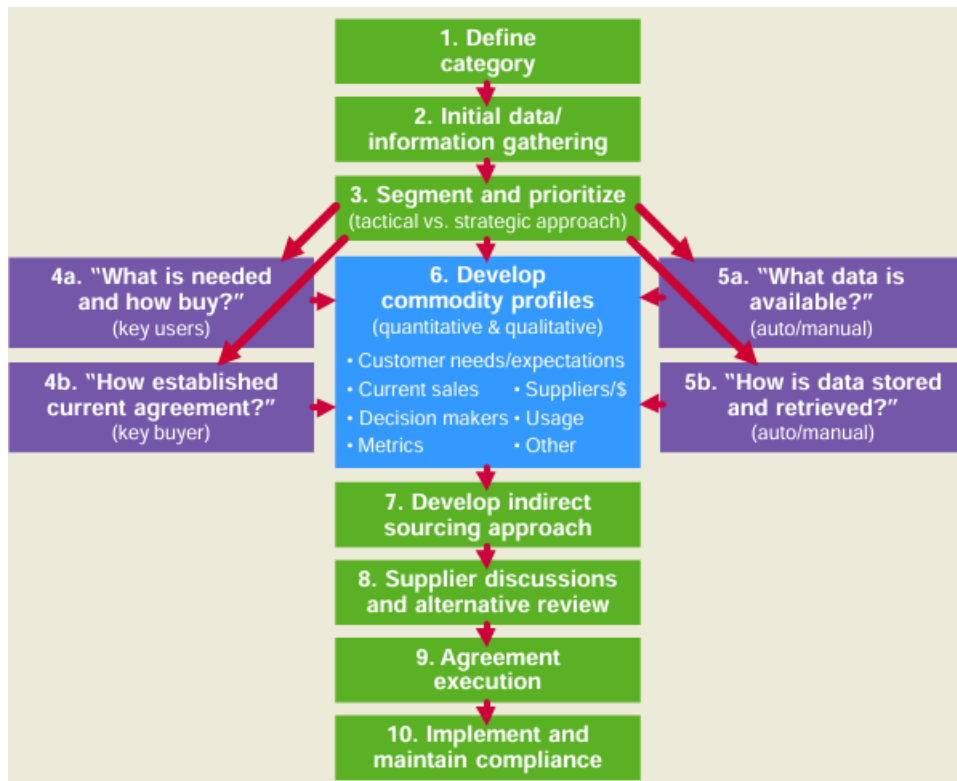 1. Define
category
2. Initial data/
information gathering
3. Segment and prioritize
(tactical vs. strategic approach)
4a. "What is needed
and how buy?"
(key users)
4b. "How established
current agreement?"
(key buyer)
5a. "What data is
available?"
(auto/manual)
5b. "How is data stored
and retrieved?"
(auto/manual)
6. Develop
commodity profiles
(quantitative & qualitative)
• Customer needs/expectations
• Current sales • Suppliers/$
• Decision makers • Usage
• Metrics • Other
7. Develop indirect
sourcing approach
8. Supplier discussions
and alternative review
9. Agreement
execution
10. Implement and
maintain compliance